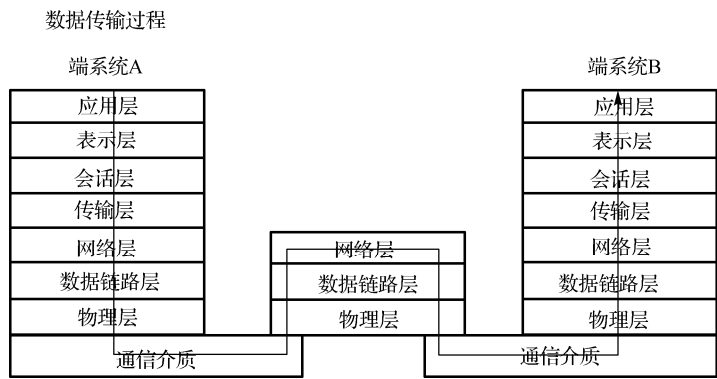 数据传输过程
端系统A
端系统B
应用层
表示层
会话层
传输层
网络层
数据链路层
物理层
通信介质
网络层
数据链路层
物理层
应用层
表示层
会话层
传输层
网络层
数据链路层
物理层
通信介质